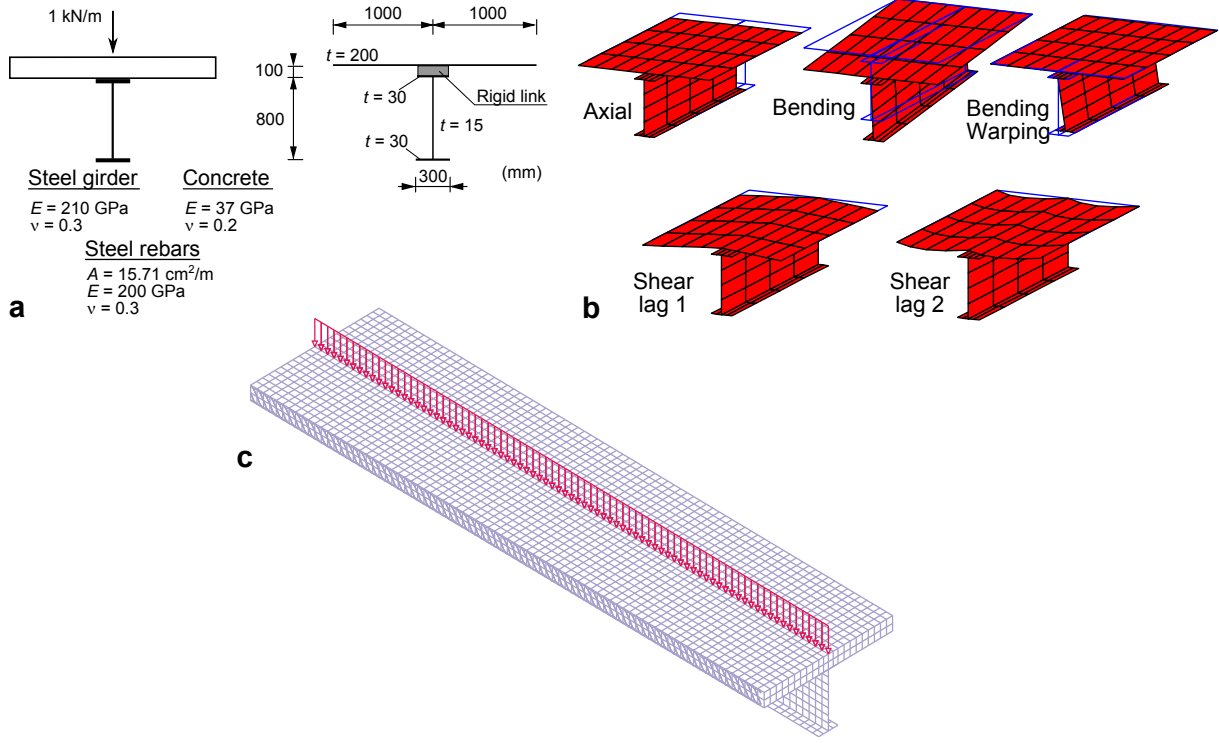 1 kN/m
Steel girder
E = 210 GPa
ν = 0.3
Concrete
E = 37 GPa
ν = 0.2
Steel rebars
A = 15.71 cm²/m
E = 200 GPa
ν = 0.3
a
1000 1000
t = 200
100
t = 30
Rigid link
800
t = 15
t = 30
300
(mm)
Axial
Bending
Bending
Warping
Shear
lag 1
Shear
lag 2
b
c